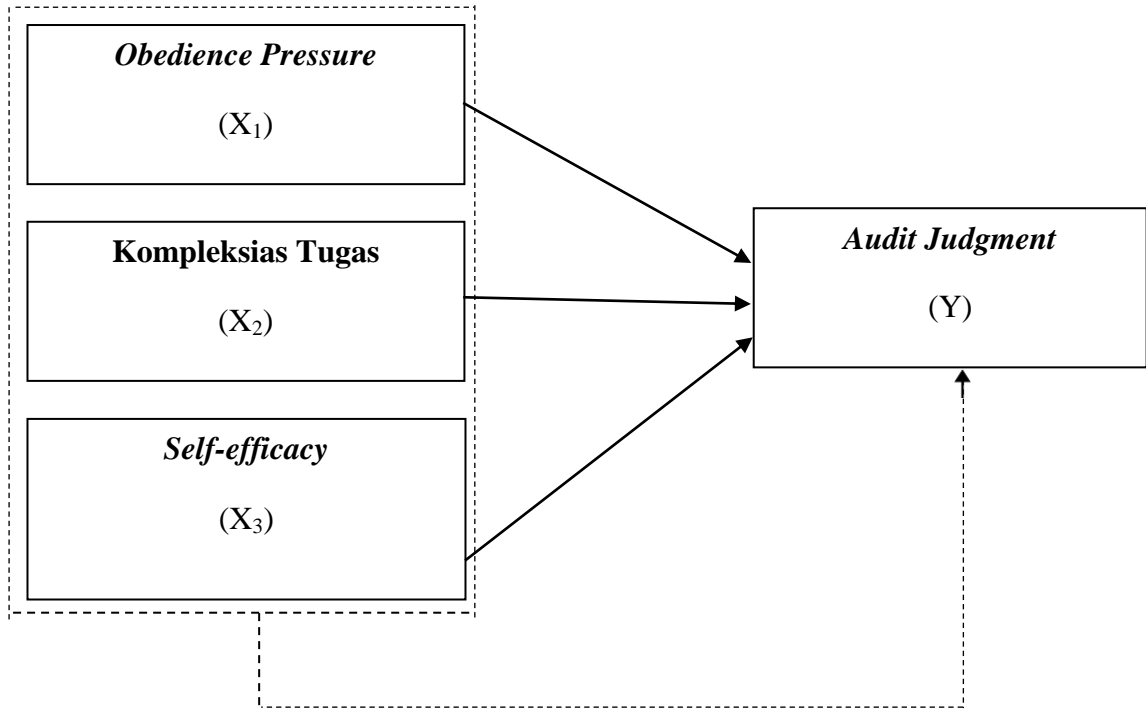 Obedience Pressure
(X₁)
Kompleksias Tugas
(X₂)
Self-efficacy
(X₃)
Audit Judgment
(Y)